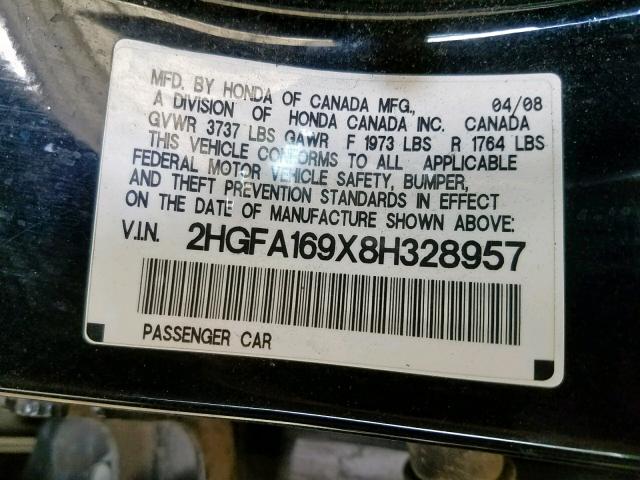 MFD. BY HONDA OF CANADA MFG., 04/08
A DIVISION OF HONDA CANADA INC. CANADA
GVWR 3737 LBS GAWR F 1973 LBS R 1764 LBS
THIS VEHICLE CONFORMS TO ALL APPLICABLE
FEDERAL MOTOR VEHICLE SAFETY, BUMPER,
AND THEFT PREVENTION STANDARDS IN EFFECT
ON THE DATE OF MANUFACTURE SHOWN ABOVE:
V.I.N. 2HGFA169X8H328957
PASSENGER CAR